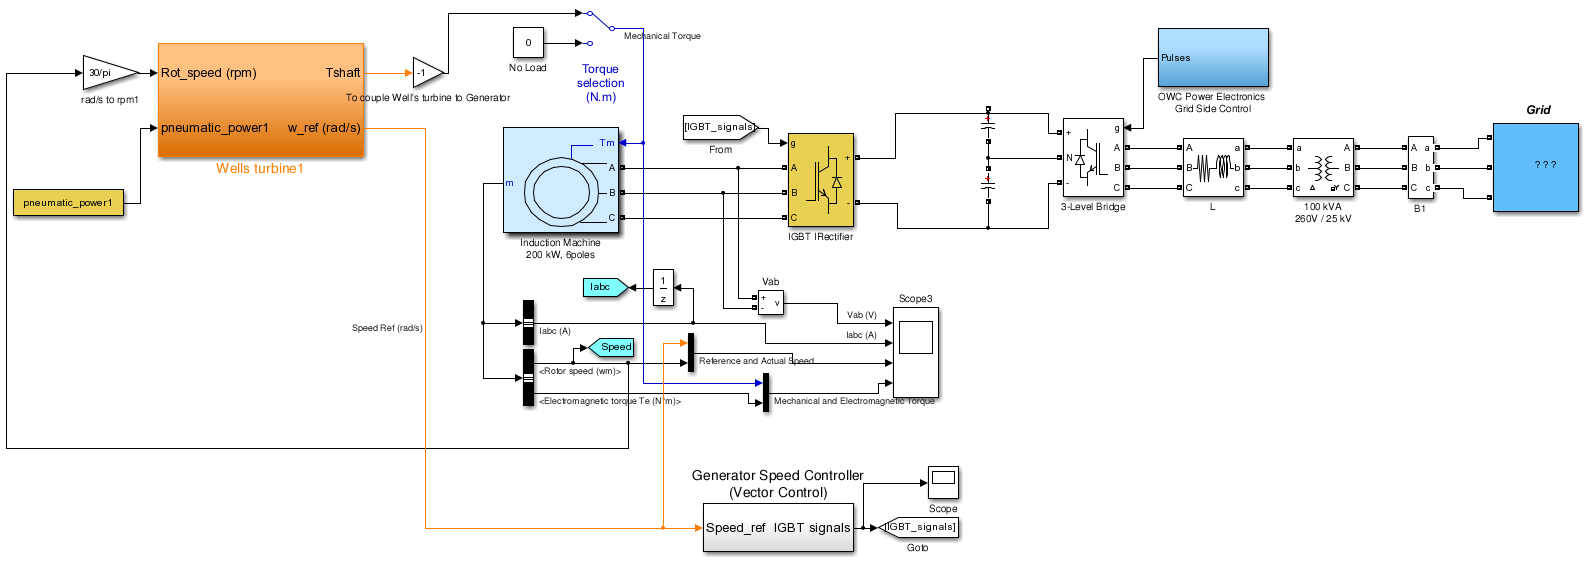 30/pi
rad/s to rpm1
Rot_speed (rpm)
Tshaft
pneumatic_power1
w_ref (rad/s)
Wells turbine1
pneumatic_power1
-1
To couple Well's turbine to Generator
0
No Load
Mechanical Torque
Torque
selection
(N.m)
Tm
m
A
B
C
Induction Machine
200 kW, 6poles
[IGBT_signals]
From
g
A
B
C
+
-
IGBT IRectifier
+
+
Pulses
OWC Power Electronics
Grid Side Control
g
+
N
-
A
B
C
3-Level Bridge
A
B
C
a
b
c
L
a
b
c
A
B
C
100 kVA
260V / 25 kV
A
B
C
a
b
c
B1
Grid
? ? ?
Iabc
1
z
Vab
+
-
v
Scope3
Vab (V)
Iabc (A)
Speed Ref (rad/s)
Iabc (A)
Speed
<Rotor speed (wm)>
Reference and Actual Speed
<Electromagnetic torque Te (N*m)>
Mechanical and Electromagnetic Torque
Generator Speed Controller
(Vector Control)
Speed_ref
IGBT signals
Scope
[IGBT_signals]
Goto